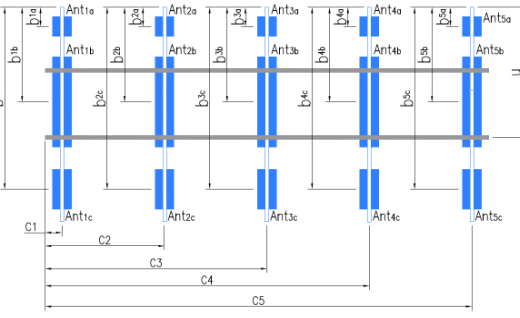 Ant1a Ant2a Ant3a Ant4a Ant5a
b1a b2a b3a b4a b5a
b1b b2b b3b b4b b5b
Ant1b Ant2b Ant3b Ant4b Ant5b
b2c b3c b4c b5c
Ant1c Ant2c Ant3c Ant4c Ant5c
C1
C2
C3
C4
C5